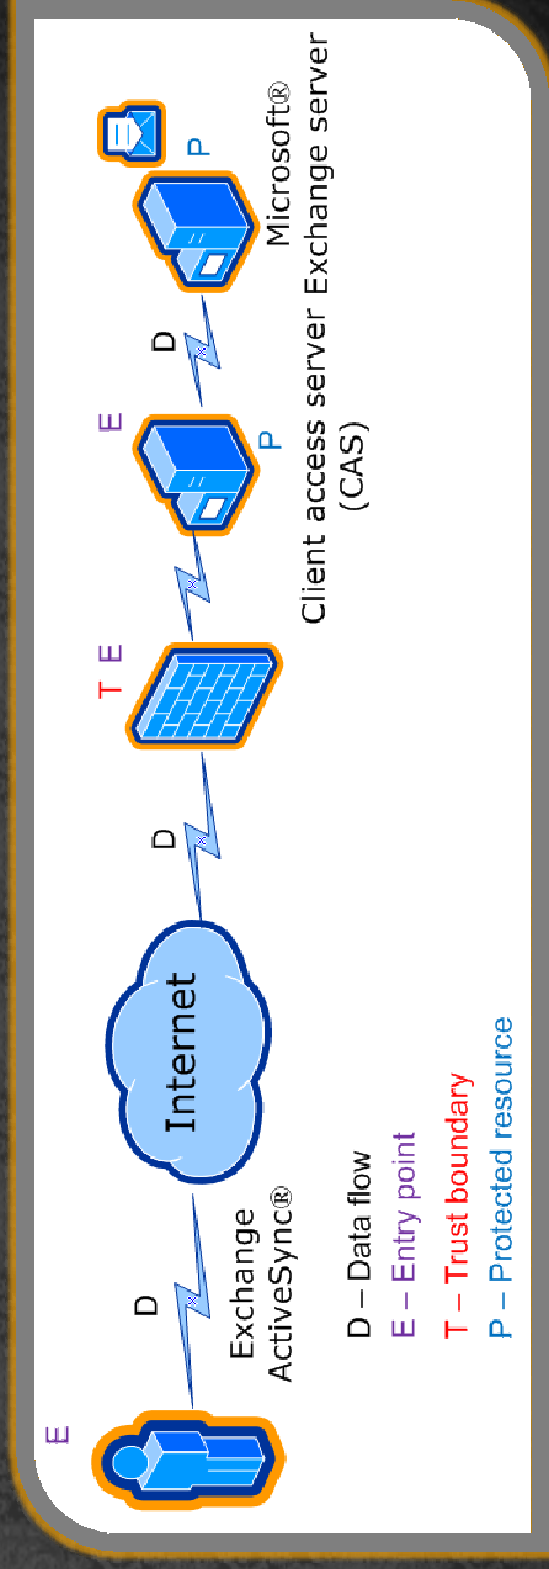 E
D
Exchange
ActiveSync®
Internet
D
T E
E
P
D
P
Microsoft®
Client access server Exchange server
(CAS)
D – Data flow
E – Entry point
T – Trust boundary
P – Protected resource